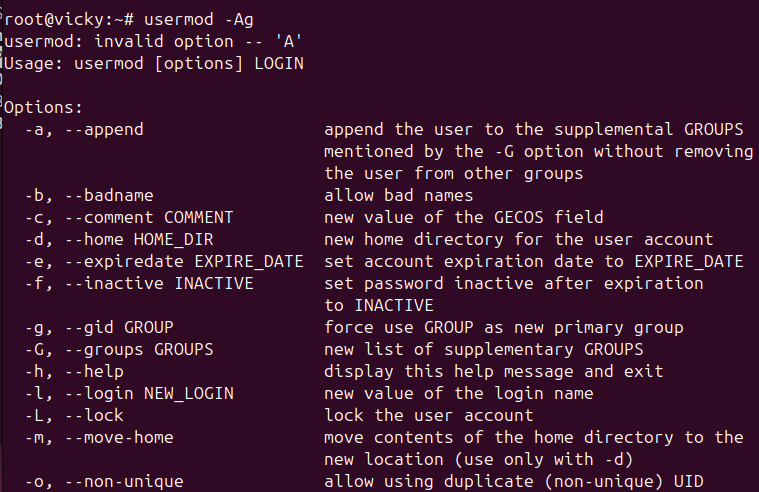 root@vicky:~# usermod -Ag
usermod: invalid option -- 'A'
Usage: usermod [options] LOGIN

Options:
  -a, --append                  append the user to the supplemental GROUPS
                                mentioned by the -G option without removing
                                the user from other groups
  -b, --badname                 allow bad names
  -c, --comment COMMENT         new value of the GECOS field
  -d, --home HOME_DIR           new home directory for the user account
  -e, --expiredate EXPIRE_DATE  set account expiration date to EXPIRE_DATE
  -f, --inactive INACTIVE       set password inactive after expiration
                                to INACTIVE
  -g, --gid GROUP               force use GROUP as new primary group
  -G, --groups GROUPS           new list of supplementary GROUPS
  -h, --help                    display this help message and exit
  -l, --login NEW_LOGIN         new value of the login name
  -L, --lock                    lock the user account
  -m, --move-home               move contents of the home directory to the
                                new location (use only with -d)
  -o, --non-unique              allow using duplicate (non-unique) UID